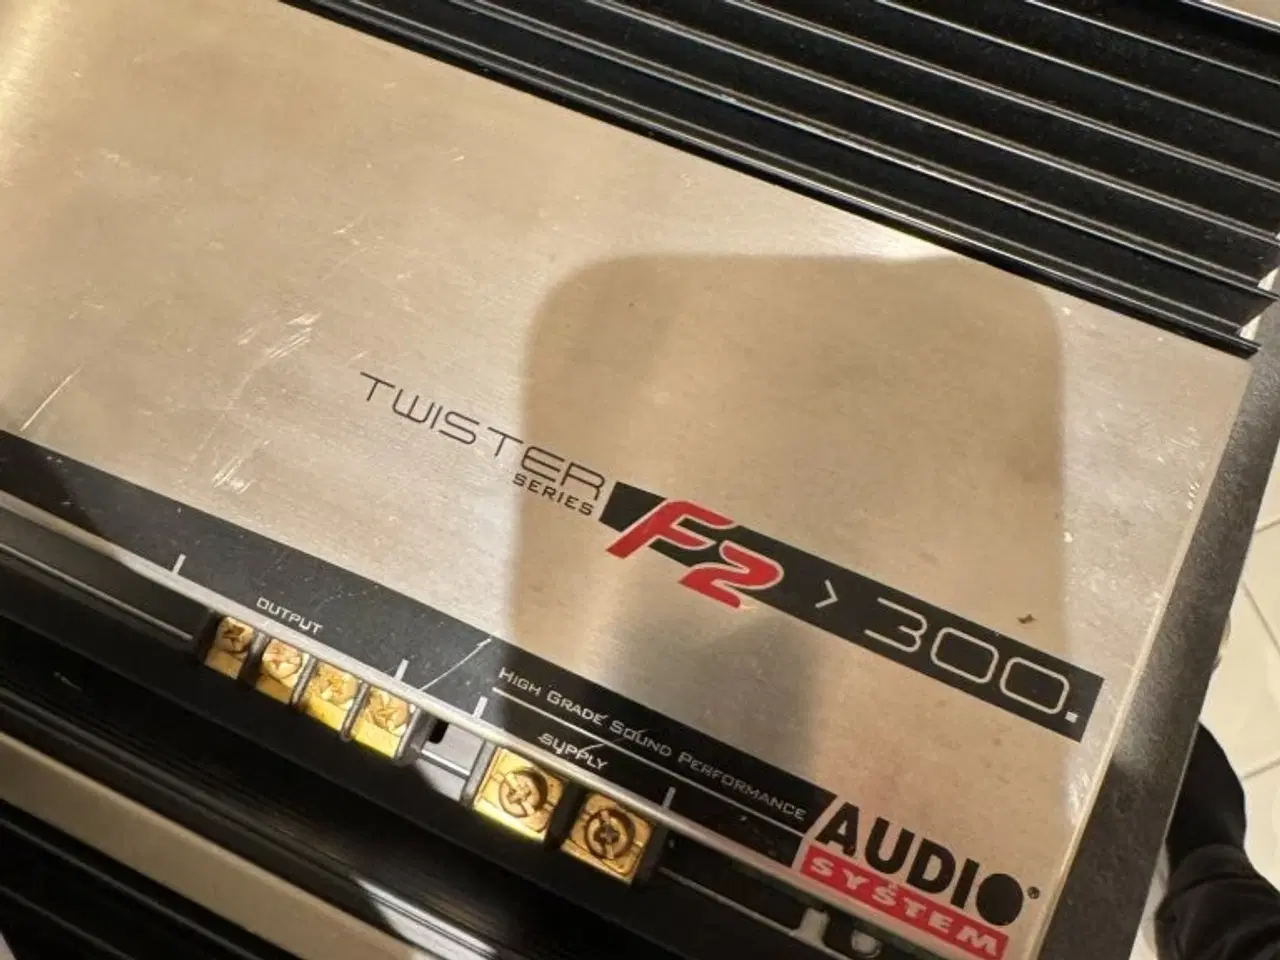 TWISTER
SERIES
F2 > 300.
OUTPUT
HIGH GRADE SOUND PERFORMANCE
SUPPLY
AUDIO®
SYSTEM